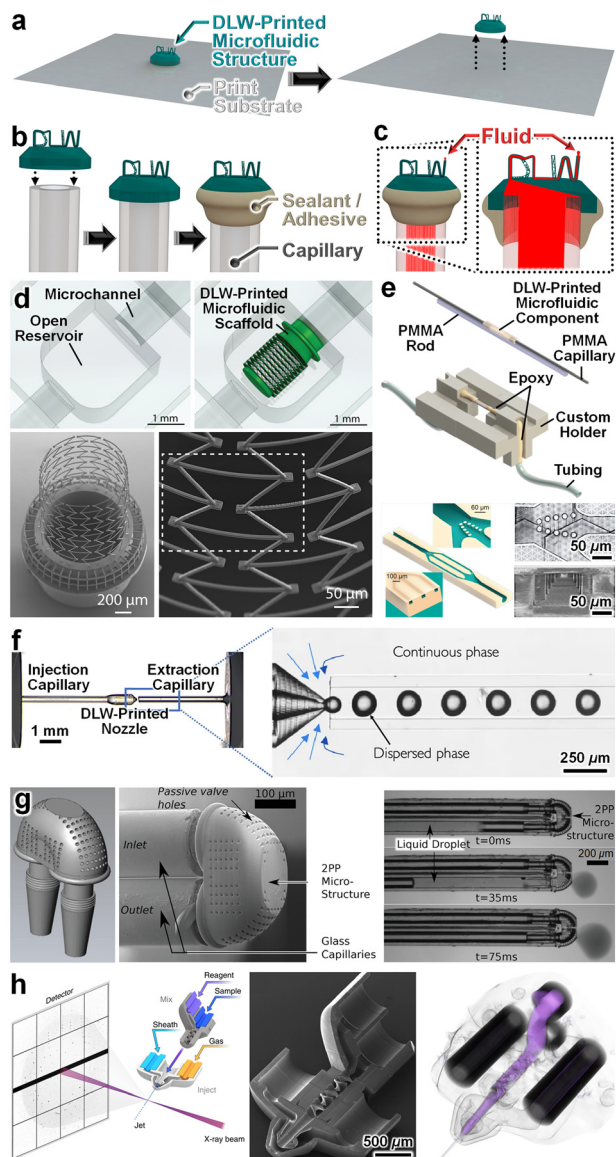 a
DLW-Printed
Microfluidic
Structure
Print
Substrate
b
Sealant /
Adhesive
Capillary
c
Fluid
d
Microchannel
Open
Reservoir
1 mm
DLW-Printed
Microfluidic
Scaffold
1 mm
200 µm
50 µm
e
DLW-Printed
Microfluidic
Component
PMMA
Rod
PMMA
Capillary
Epoxy
Custom
Holder
Tubing
60 µm
100 µm
50 µm
50 µm
f
Injection
Capillary
Extraction
Capillary
DLW-Printed
Nozzle
1 mm
Continuous phase
Dispersed phase
250 µm
g
Passive valve
holes
100 µm
Inlet
Outlet
2PP
Micro-
Structure
Glass
Capillaries
2PP
Micro-
structure
Liquid Droplet
t=0ms
200 µm
t=35ms
t=75ms
h
Detector
Reagent
Sample
Mix
Sheath
Gas
Inject
Jet
X-ray beam
500 µm